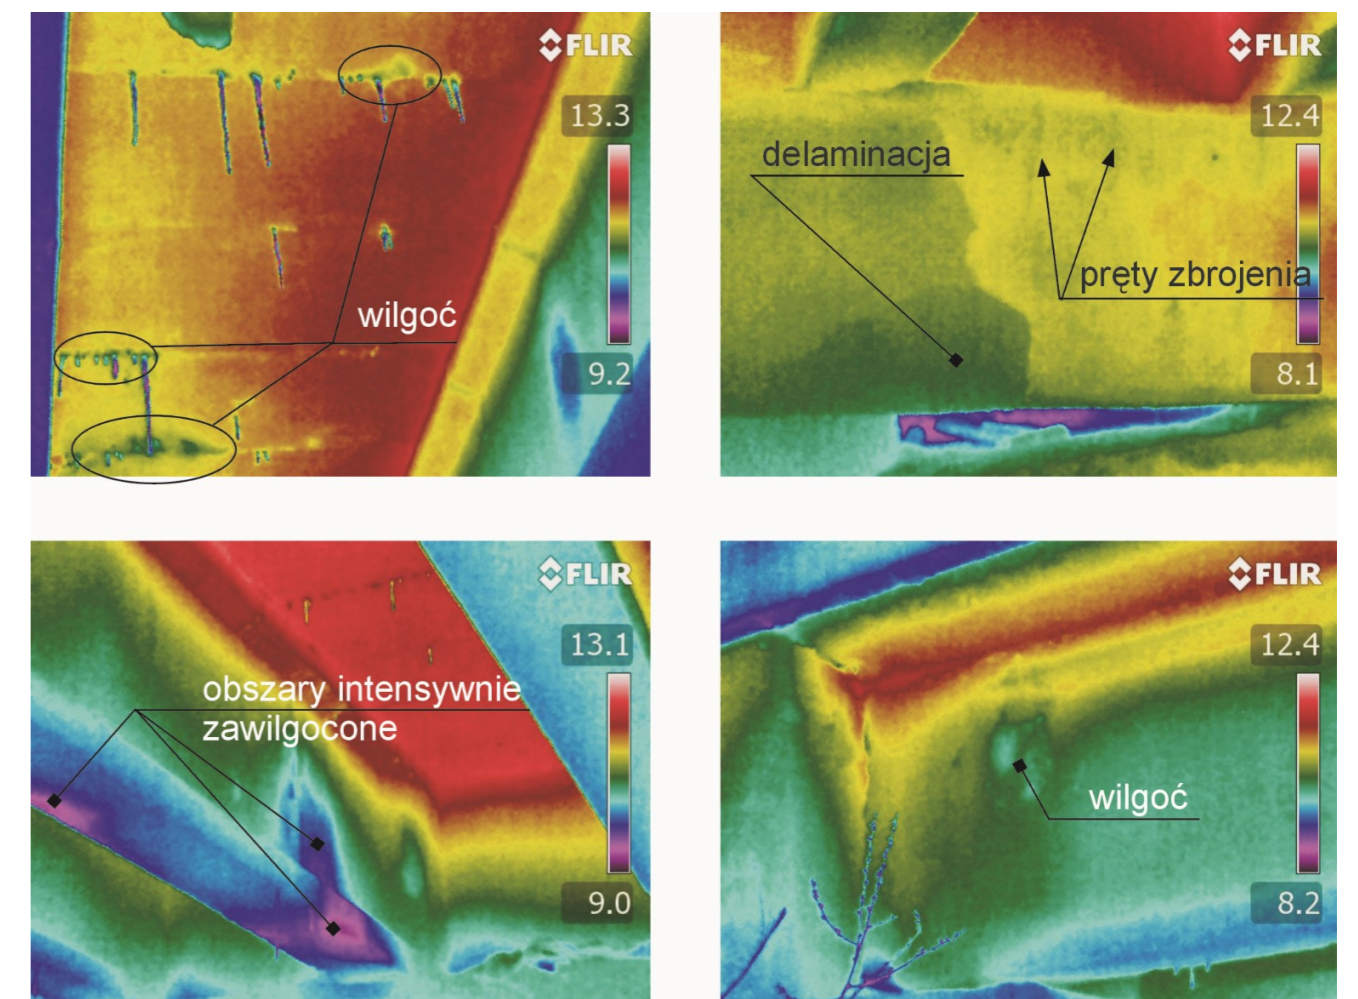 FLIR
13.3
wilgoć
9.2
FLIR
12.4
delaminacja
pręty zbrojenia
8.1
FLIR
13.1
obszary intensywnie
zawilgocone
9.0
FLIR
12.4
wilgoć
8.2